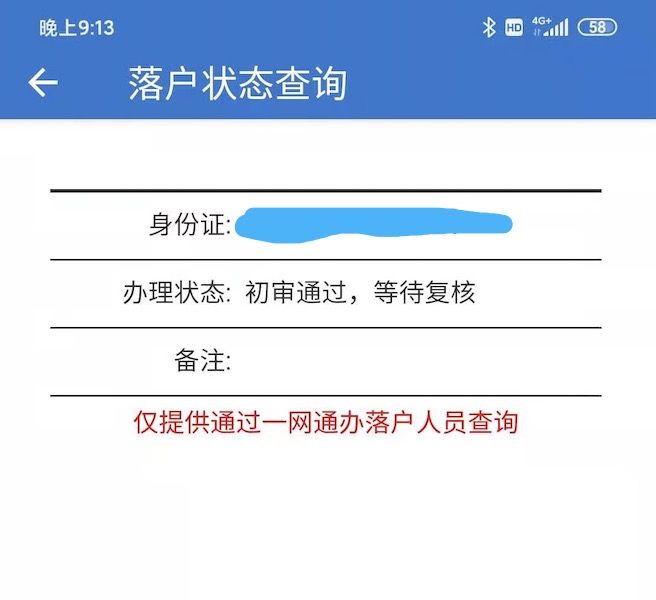 晚上9:13 HD 4G+ 58
落户状态查询
身份证:
办理状态: 初审通过，等待复核
备注:
仅提供通过一网通办落户人员查询